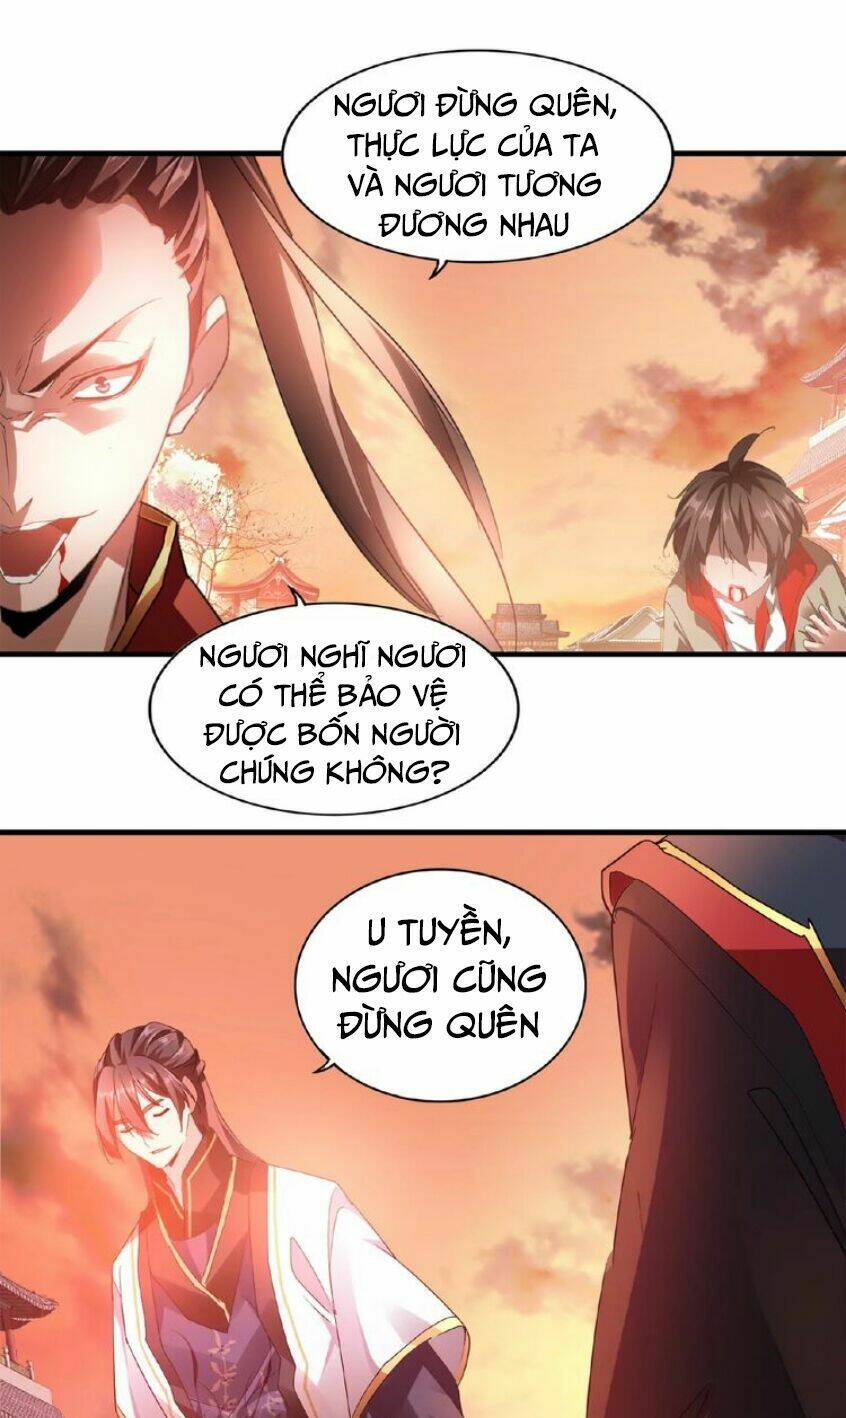 NGƯƠI ĐỪNG QUÊN,
THỰC LỰC CỦA TA
VÀ NGƯƠI TƯƠNG
ĐƯƠNG NHAU
NGƯƠI NGHĨ NGƯƠI
CÓ THỂ BẢO VỆ
ĐƯỢC BỐN NGƯỜI
CHÚNG KHÔNG?
U TUYỀN,
NGƯƠI CŨNG
ĐỪNG QUÊN